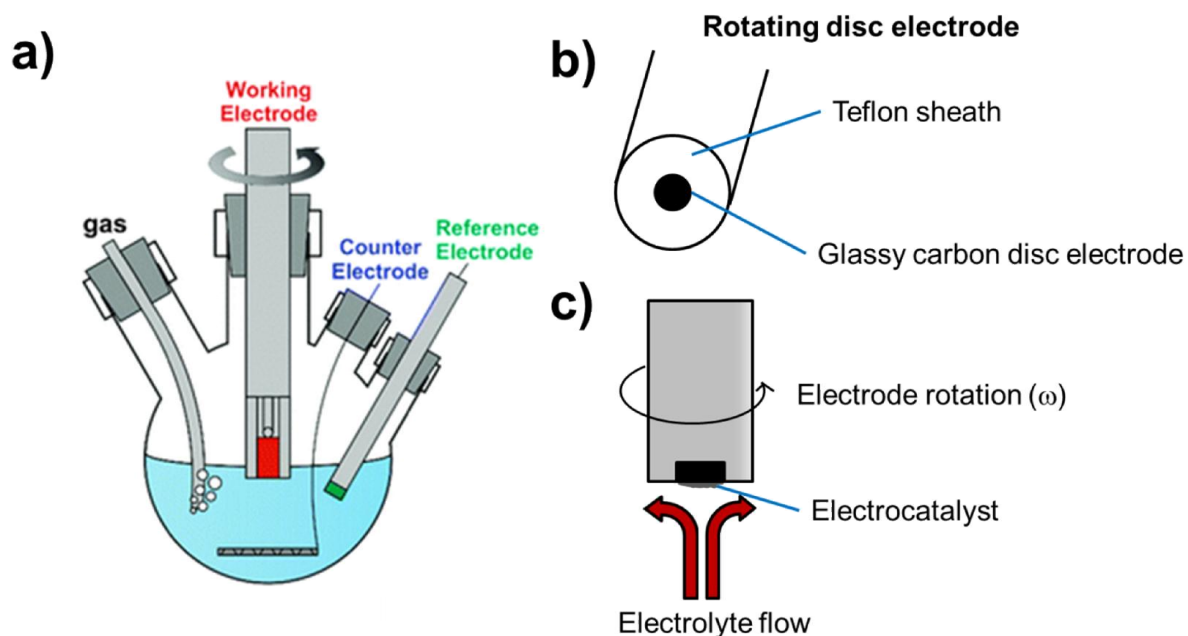 a)
Working
Electrode
gas
Counter
Electrode
Reference
Electrode
Rotating disc electrode
b)
Teflon sheath
Glassy carbon disc electrode
c)
Electrode rotation (ω)
Electrocatalyst
Electrolyte flow